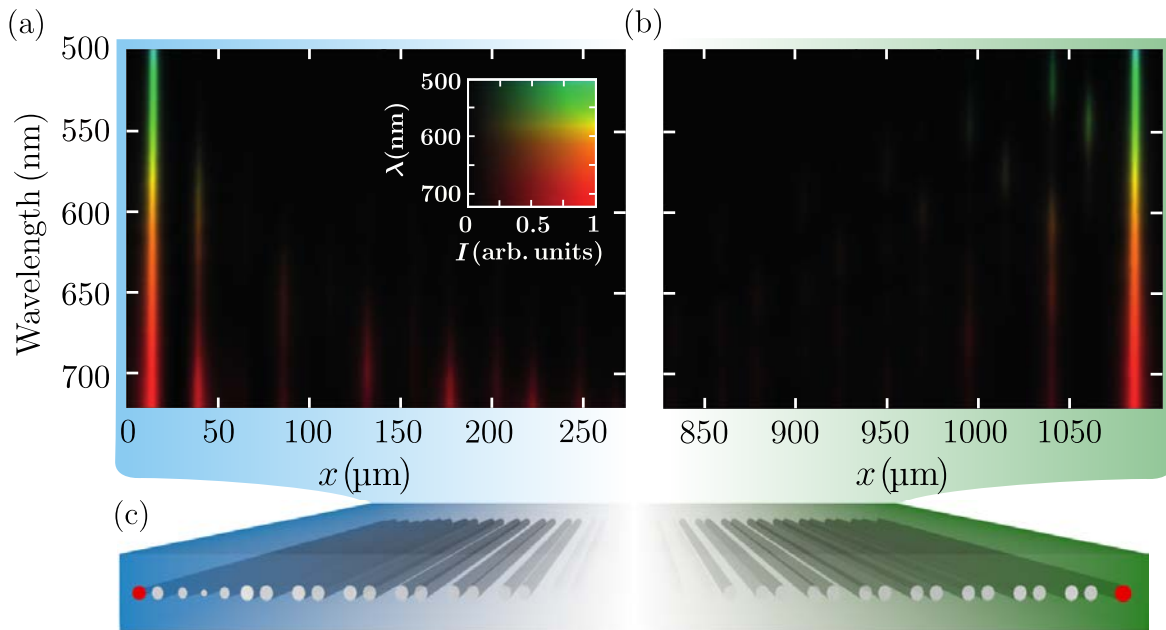 (a)
(b)
Wavelength (nm)
500
550
600
650
700
λ(nm)
500
600
700
0 0.5 1
I (arb. units)
0 50 100 150 200 250
x (µm)
850 900 950 1000 1050
x (µm)
(c)